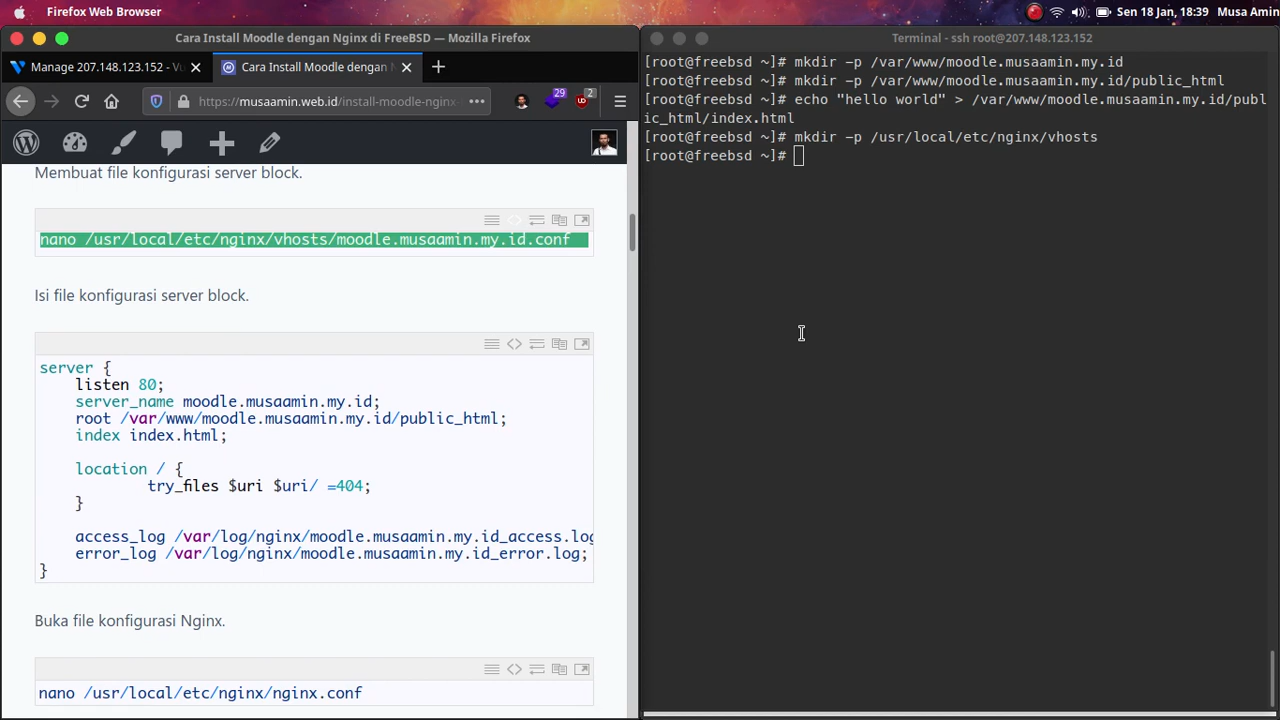 Firefox Web Browser
Sen 18 Jan, 18:39
Musa Amin
Cara Install Moodle dengan Nginx di FreeBSD — Mozilla Firefox
Manage 207.148.123.152 - Vu
Cara Install Moodle dengan N
https://musaamin.web.id/install-moodle-nginx-
29
2
Membuat file konfigurasi server block.
nano /usr/local/etc/nginx/vhosts/moodle.musaamin.my.id.conf
Isi file konfigurasi server block.
server {
    listen 80;
    server_name moodle.musaamin.my.id;
    root /var/www/moodle.musaamin.my.id/public_html;
    index index.html;
    location / {
            try_files $uri $uri/ =404;
    }
    access_log /var/log/nginx/moodle.musaamin.my.id_access.log
    error_log /var/log/nginx/moodle.musaamin.my.id_error.log;
}
Buka file konfigurasi Nginx.
nano /usr/local/etc/nginx/nginx.conf
Terminal - ssh root@207.148.123.152
[root@freebsd ~]# mkdir -p /var/www/moodle.musaamin.my.id
[root@freebsd ~]# mkdir -p /var/www/moodle.musaamin.my.id/public_html
[root@freebsd ~]# echo "hello world" > /var/www/moodle.musaamin.my.id/publ
ic_html/index.html
[root@freebsd ~]# mkdir -p /usr/local/etc/nginx/vhosts
[root@freebsd ~]#